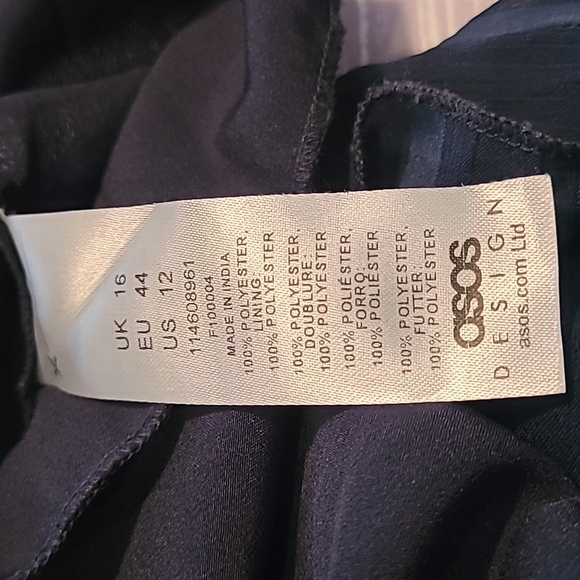 UK 16
EU 44
US 12
114608961
F100004
MADE IN INDIA
100% POLYESTER,
LINING:
100% POLYESTER
100% POLYESTER,
DOUBLURE:
100% POLYESTER
100% POLIÉSTER,
FORRO:
100% POLIÉSTER
100% POLYESTER,
FUTTER:
100% POLYESTER
asos
DESIGN
asos.com Ltd